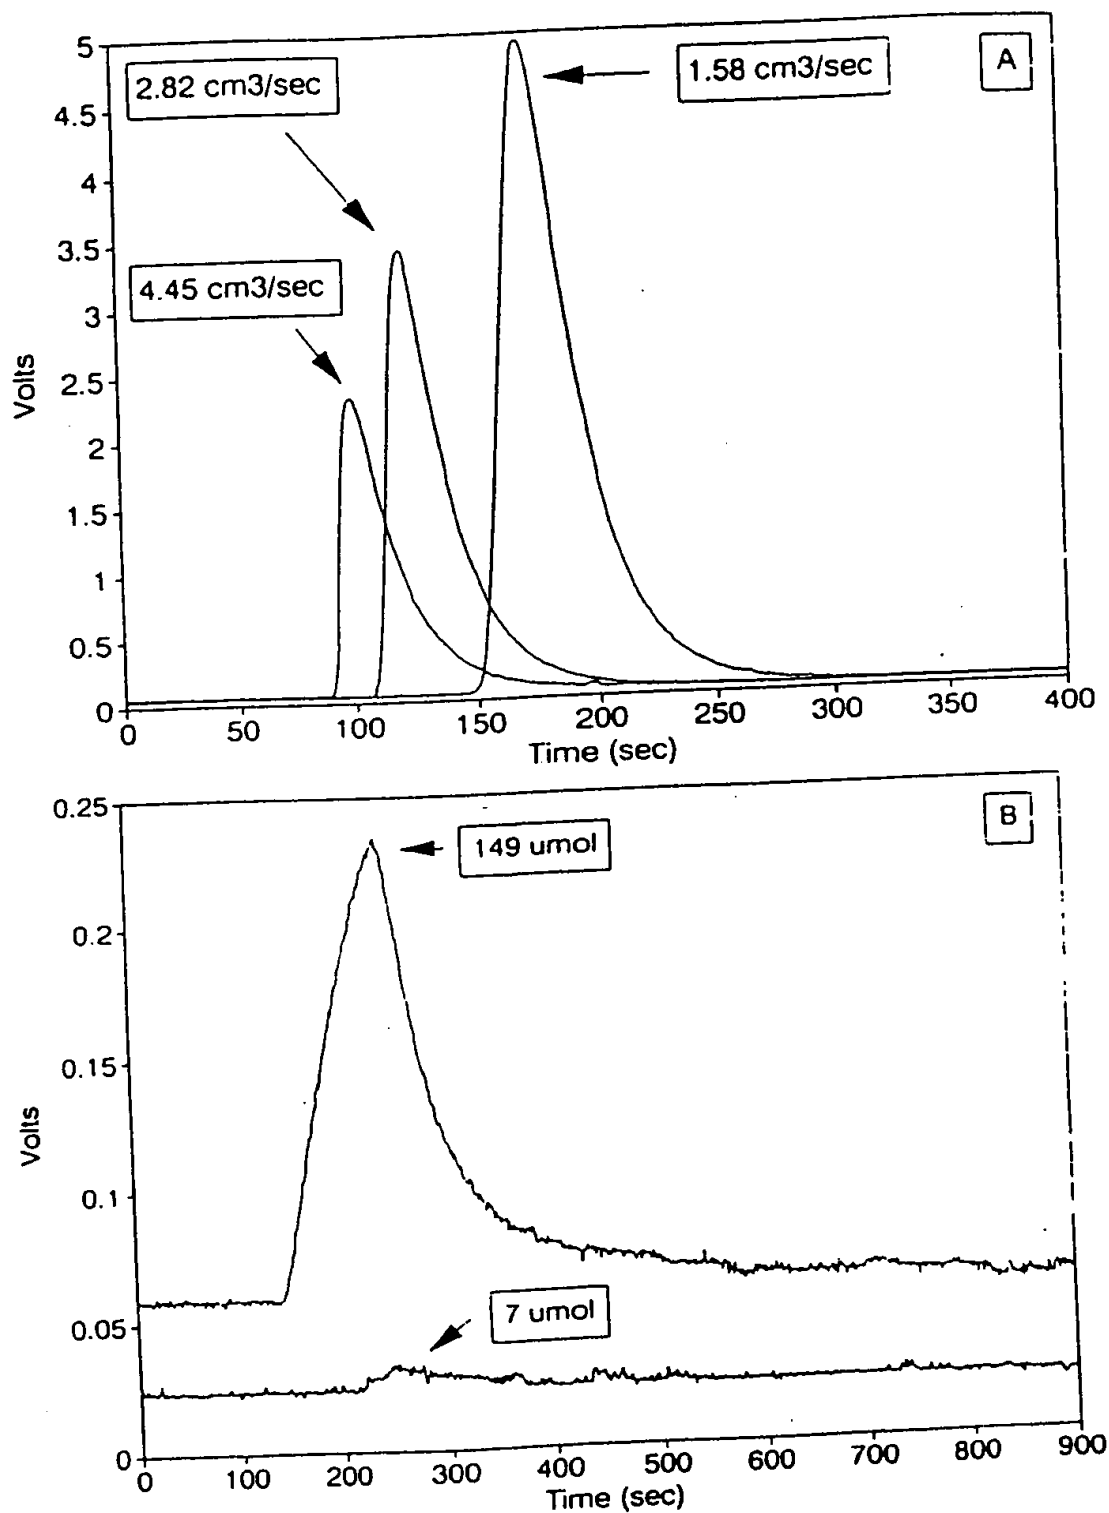 A
2.82 cm3/sec
1.58 cm3/sec
4.45 cm3/sec
Volts
5
4.5
4
3.5
3
2.5
2
1.5
1
0.5
0
0 50 100 150 200 250 300 350 400
Time (sec)
B
149 umol
7 umol
Volts
0.25
0.2
0.15
0.1
0.05
0
0 100 200 300 400 500 600 700 800 900
Time (sec)